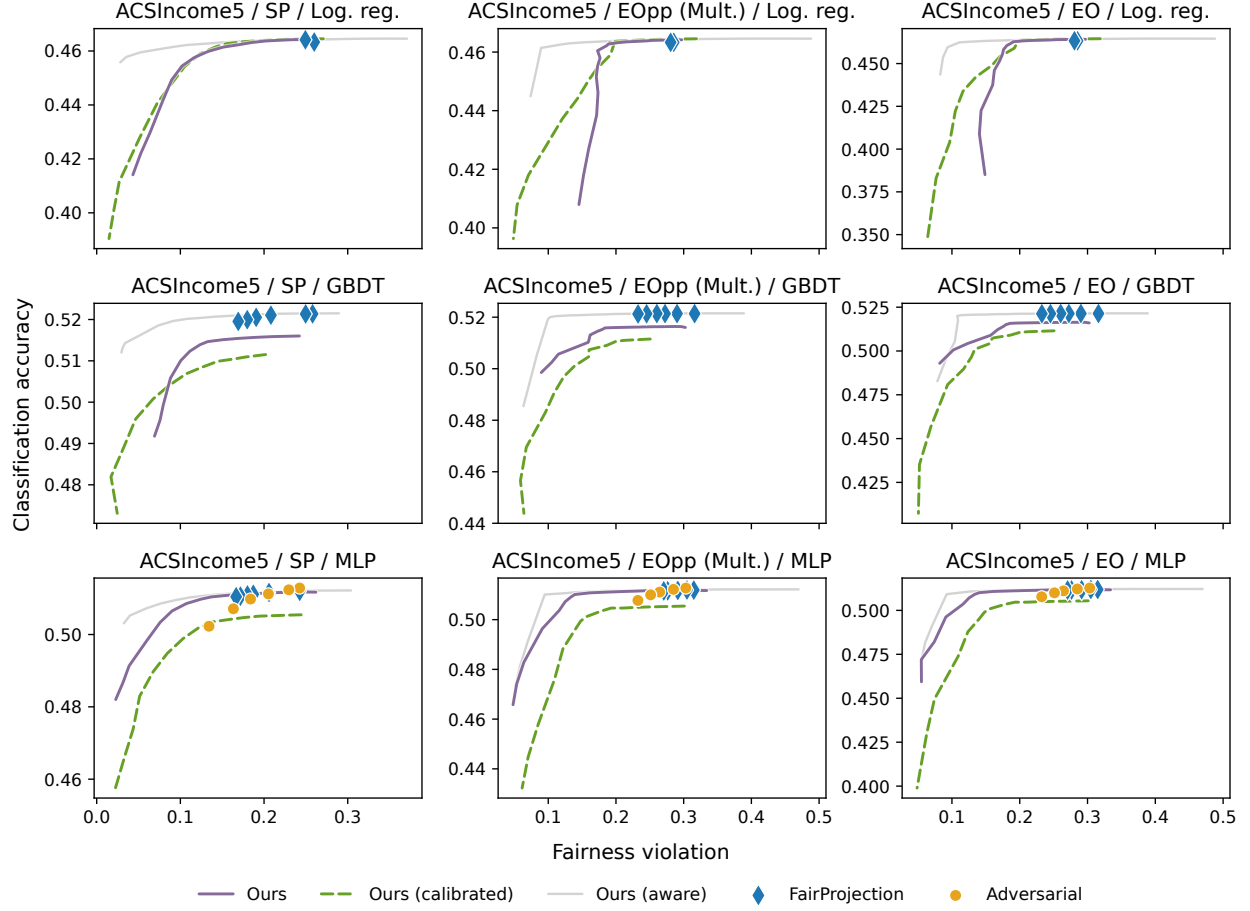 ACSIncome5 / SP / Log. reg.
ACSIncome5 / EOpp (Mult.) / Log. reg.
ACSIncome5 / EO / Log. reg.
0.46
0.44
0.42
0.40
0.46
0.44
0.42
0.40
0.450
0.400
0.350
ACSIncome5 / SP / GBDT
ACSIncome5 / EOpp (Mult.) / GBDT
ACSIncome5 / EO / GBDT
0.52
0.51
0.50
0.49
0.48
0.52
0.50
0.48
0.46
0.44
0.525
0.500
0.475
0.450
0.425
Classification accuracy
ACSIncome5 / SP / MLP
ACSIncome5 / EOpp (Mult.) / MLP
ACSIncome5 / EO / MLP
0.50
0.48
0.46
0.50
0.48
0.46
0.44
0.500
0.475
0.450
0.425
0.400
0.0 0.1 0.2 0.3
0.1 0.2 0.3 0.4 0.5
0.1 0.2 0.3 0.4 0.5
Fairness violation
Ours Ours (calibrated) Ours (aware) FairProjection Adversarial